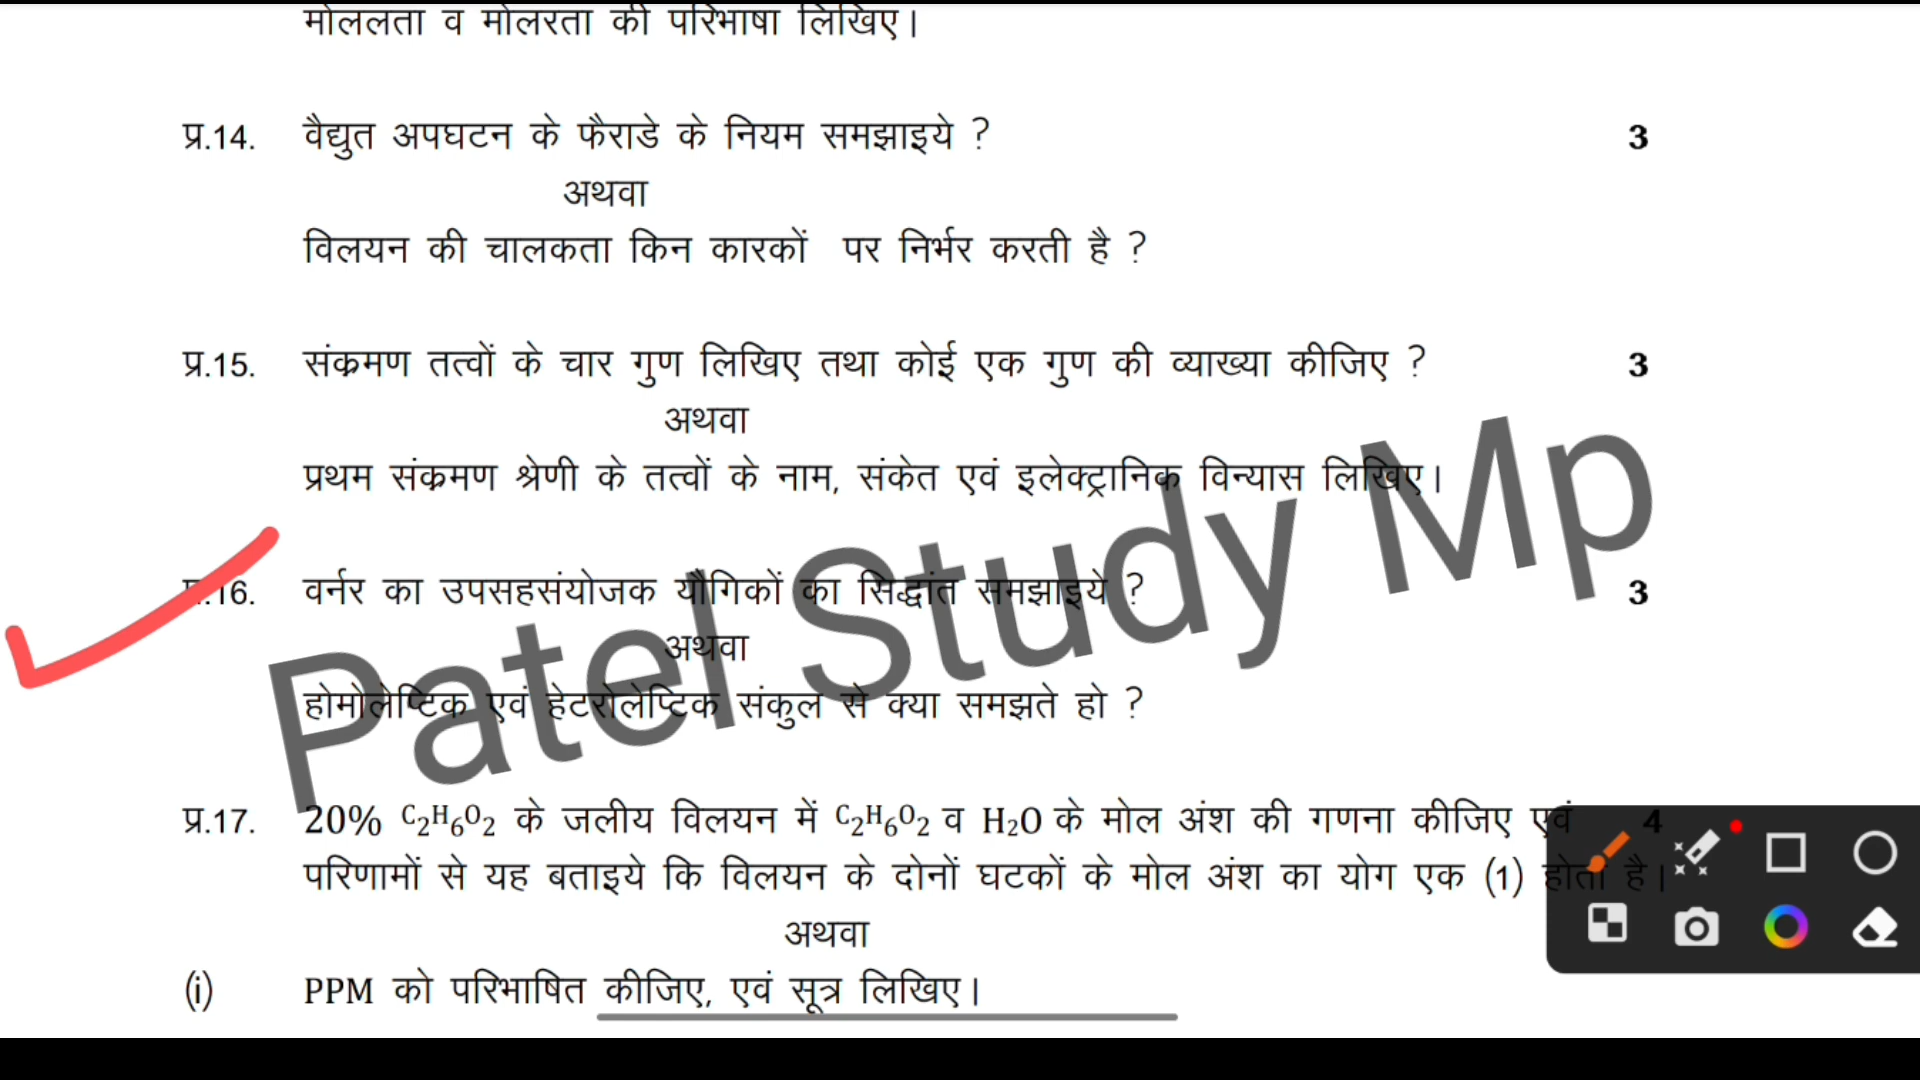 मोललता व मोलरता की परिभाषा लिखिए।
प्र.14. वैद्युत अपघटन के फैराडे के नियम समझाइये ? 3
अथवा
विलयन की चालकता किन कारकों पर निर्भर करती है ?
प्र.15. संक्रमण तत्वों के चार गुण लिखिए तथा कोई एक गुण की व्याख्या कीजिए ? 3
अथवा
प्रथम संक्रमण श्रेणी के तत्वों के नाम, संकेत एवं इलेक्ट्रानिक विन्यास लिखिए।
प्र.16. वर्नर का उपसहसंयोजक यौगिकों का सिद्धांत समझाइये ? 3
अथवा
होमोलेप्टिक एवं हेटरोलेप्टिक संकुल से क्या समझते हो ?
Patel Study Mp
प्र.17. 20% C₂H₆O₂ के जलीय विलयन में C₂H₆O₂ व H₂O के मोल अंश की गणना कीजिए एवं 4
परिणामों से यह बताइये कि विलयन के दोनों घटकों के मोल अंश का योग एक (1) होता है।
अथवा
(i) PPM को परिभाषित कीजिए, एवं सूत्र लिखिए।